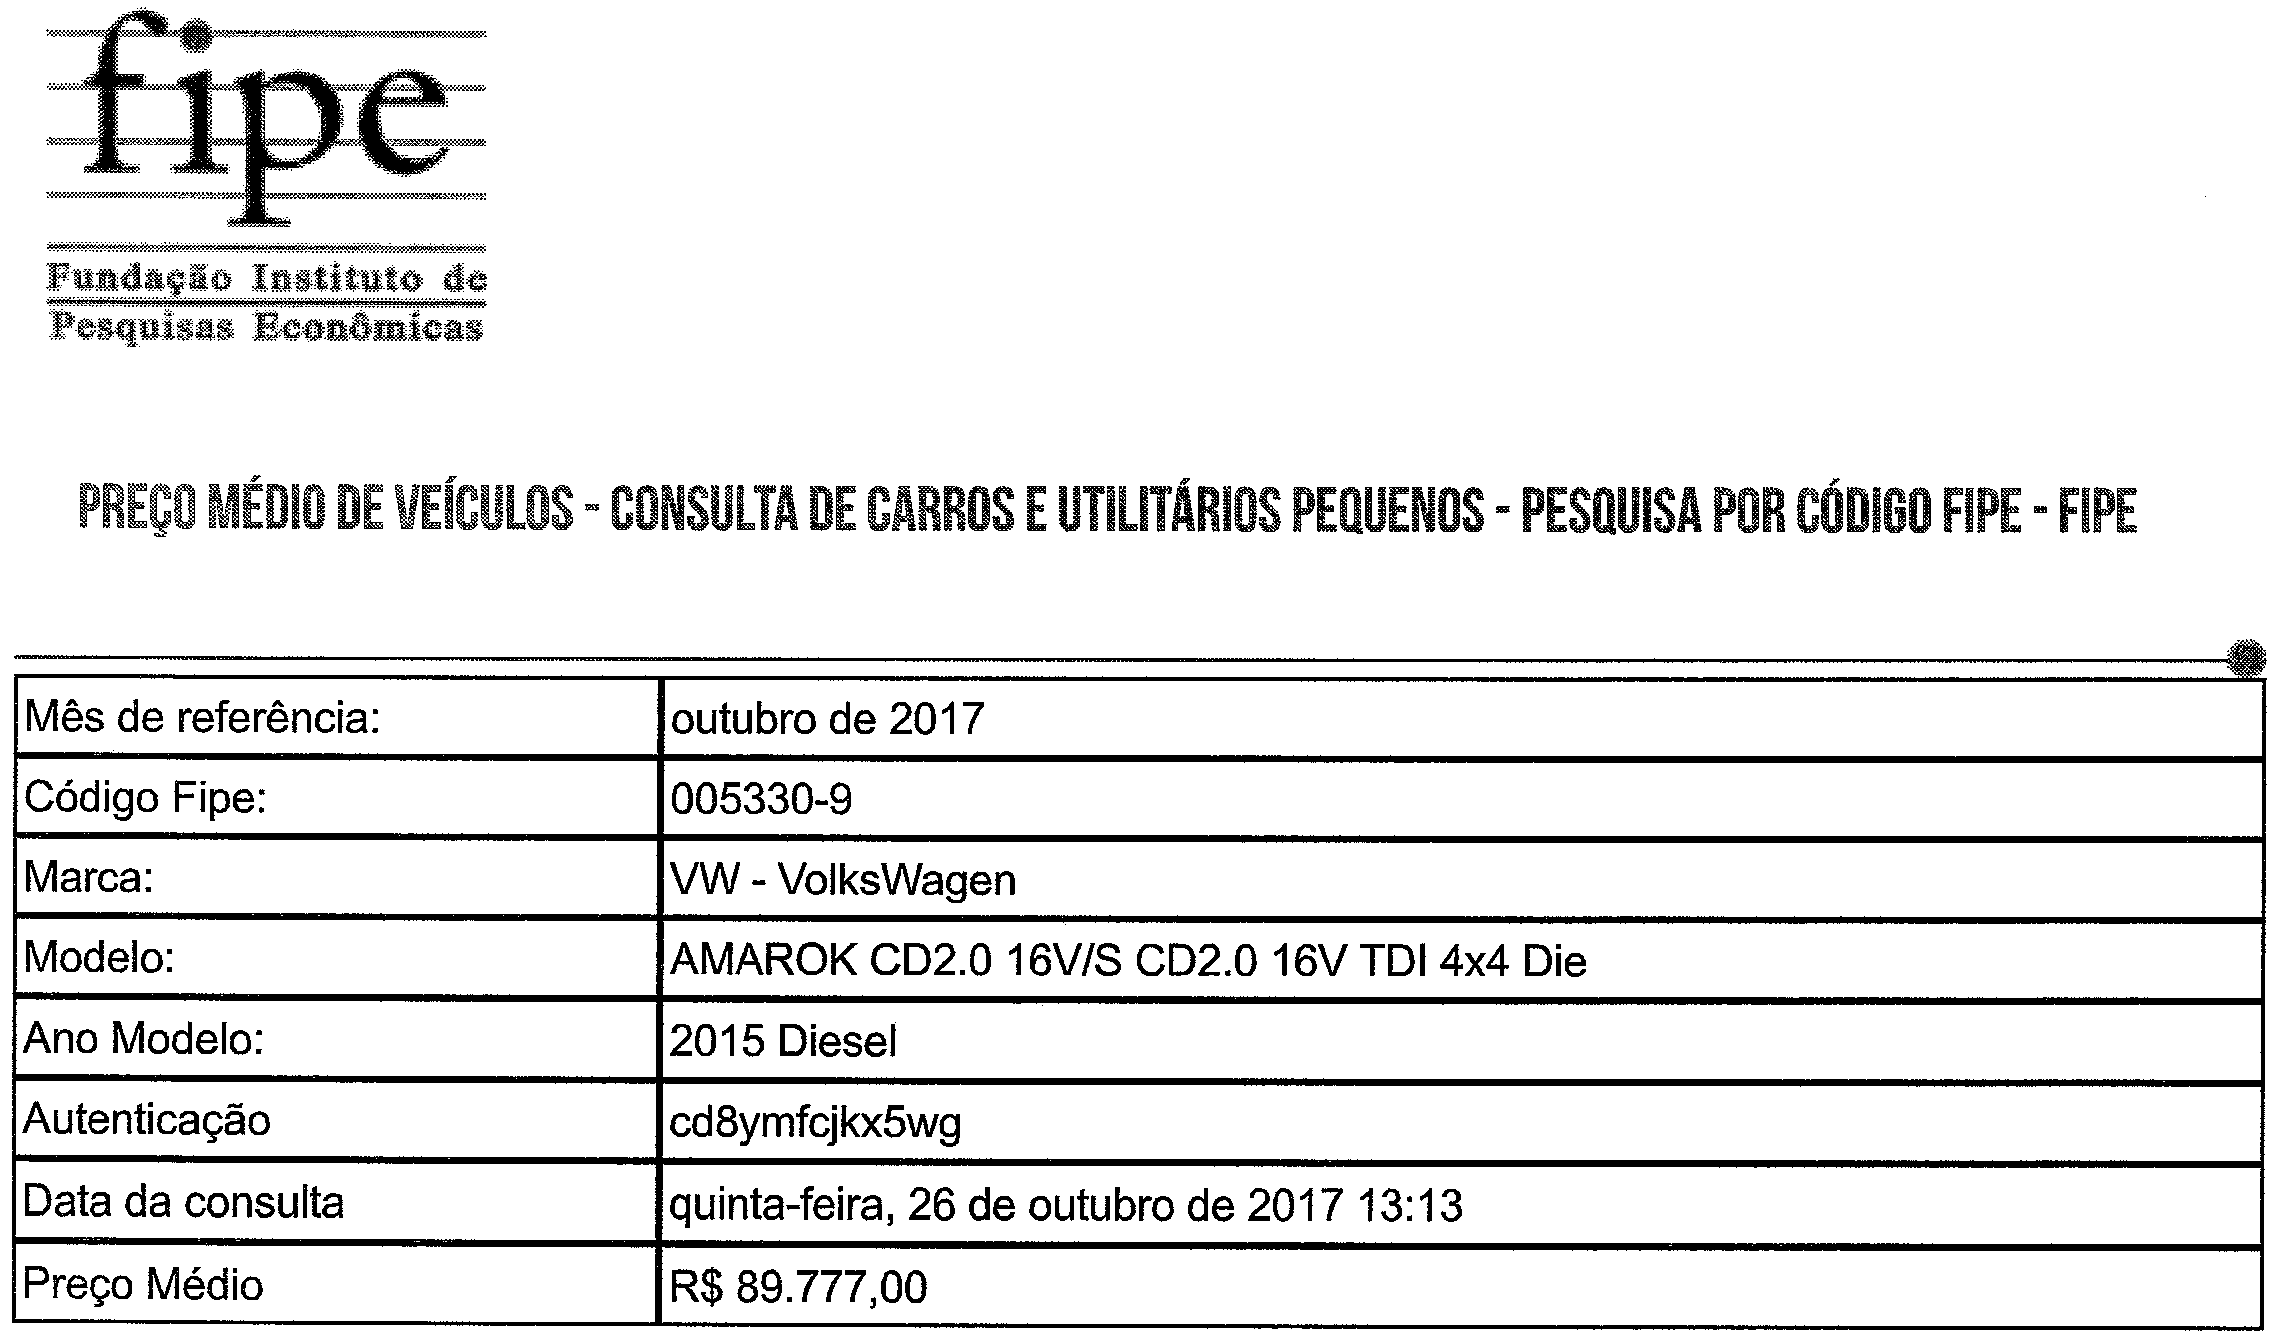 fipe
Fundação Instituto de
Pesquisas Econômicas
PREÇO MÉDIO DE VEÍCULOS - CONSULTA DE CARROS E UTILITÁRIOS PEQUENOS - PESQUISA POR CÓDIGO FIPE - FIPE
Mês de referência: outubro de 2017
Código Fipe: 005330-9
Marca: VW - VolksWagen
Modelo: AMAROK CD2.0 16V/S CD2.0 16V TDI 4x4 Die
Ano Modelo: 2015 Diesel
Autenticação cd8ymfcjkx5wg
Data da consulta quinta-feira, 26 de outubro de 2017 13:13
Preço Médio R$ 89.777,00